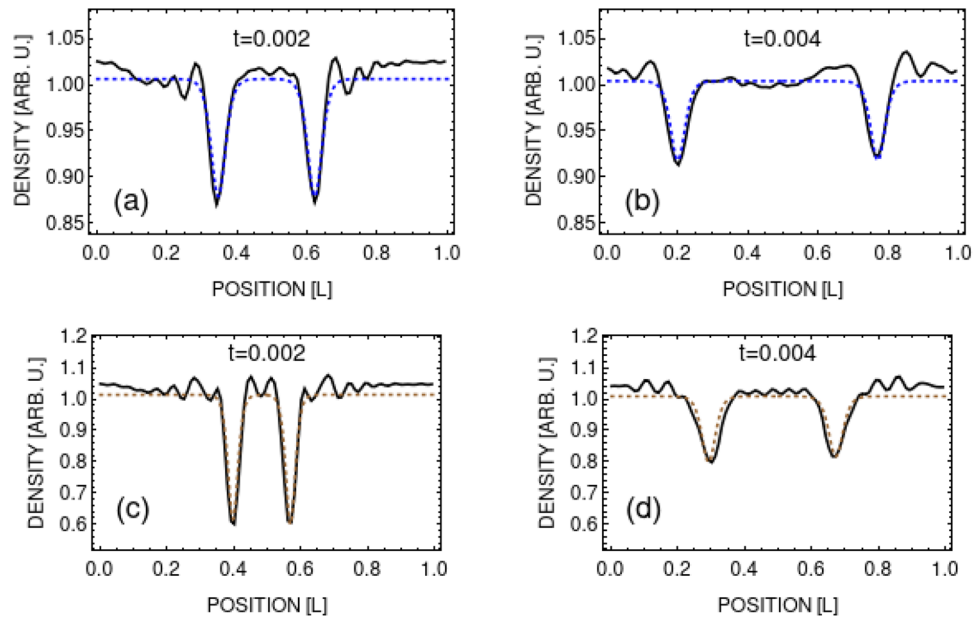 t=0.002
DENSITY [ARB. U.]
1.05
1.00
0.95
0.90
0.85
(a)
0.0 0.2 0.4 0.6 0.8 1.0
POSITION [L]
t=0.004
DENSITY [ARB. U.]
1.05
1.00
0.95
0.90
0.85
(b)
0.0 0.2 0.4 0.6 0.8 1.0
POSITION [L]
t=0.002
DENSITY [ARB. U.]
1.2
1.1
1.0
0.9
0.8
0.7
0.6
(c)
0.0 0.2 0.4 0.6 0.8 1.0
POSITION [L]
t=0.004
DENSITY [ARB. U.]
1.2
1.1
1.0
0.9
0.8
0.7
0.6
(d)
0.0 0.2 0.4 0.6 0.8 1.0
POSITION [L]